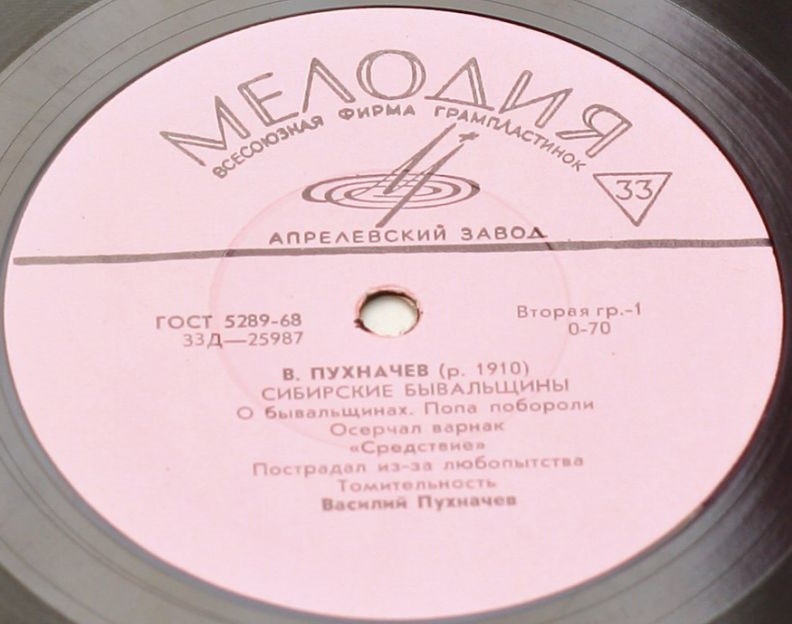 МЕЛОДИЯ
ВСЕСОЮЗНАЯ ФИРМА ГРАМПЛАСТИНОК
33
АПРЕЛЕВСКИЙ ЗАВОД
ГОСТ 5289-68
33Д—25987
Вторая гр.-1
0-70
В. ПУХНАЧЕВ (р. 1910)
СИБИРСКИЕ БЫВАЛЬЩИНЫ
О бывальщинах. Попа побороли
Осерчал варнак
«Средствие»
Пострадал из-за любопытства
Томительность
Василий Пухначев